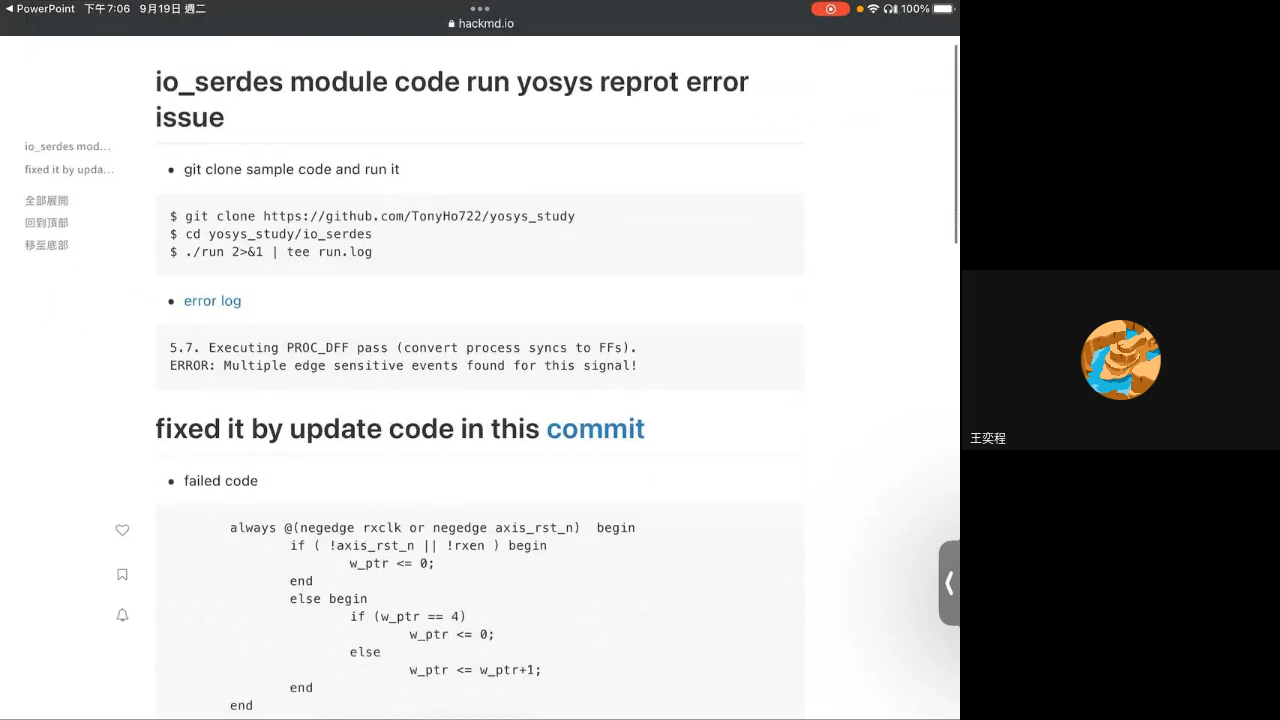 ◀ PowerPoint 下午7:06 9月19日 週二
100%
hackmd.io
io_serdes module code run yosys reprot error
issue
io_serdes mod...
fixed it by upda...
全部展開
回到頂部
移至底部
• git clone sample code and run it
$ git clone https://github.com/TonyHo722/yosys_study
$ cd yosys_study/io_serdes
$ ./run 2>&1 | tee run.log
• error log
5.7. Executing PROC_DFF pass (convert process syncs to FFs).
ERROR: Multiple edge sensitive events found for this signal!
fixed it by update code in this commit
• failed code
always @(negedge rxclk or negedge axis_rst_n)  begin
if ( !axis_rst_n || !rxen ) begin
w_ptr <= 0;
end
else begin
if (w_ptr == 4)
w_ptr <= 0;
else
w_ptr <= w_ptr+1;
end
end
王奕程